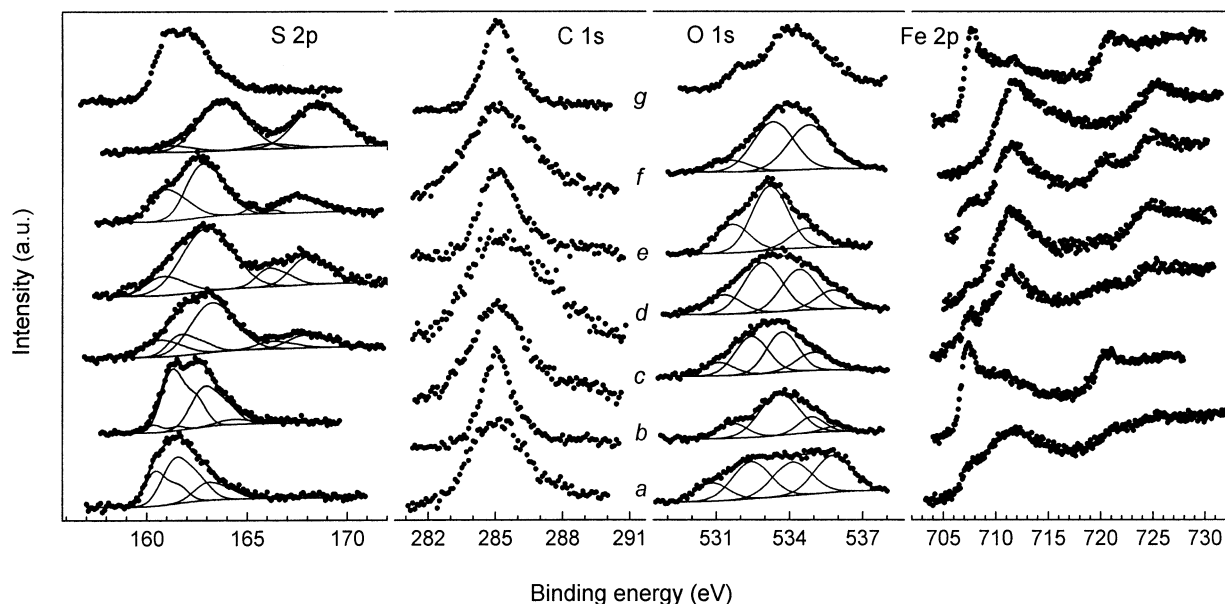 S 2p C 1s O 1s Fe 2p
g
f
e
d
c
b
a
Intensity (a.u.)
160 165 170 282 285 288 291 531 534 537 705 710 715 720 725 730
Binding energy (eV)